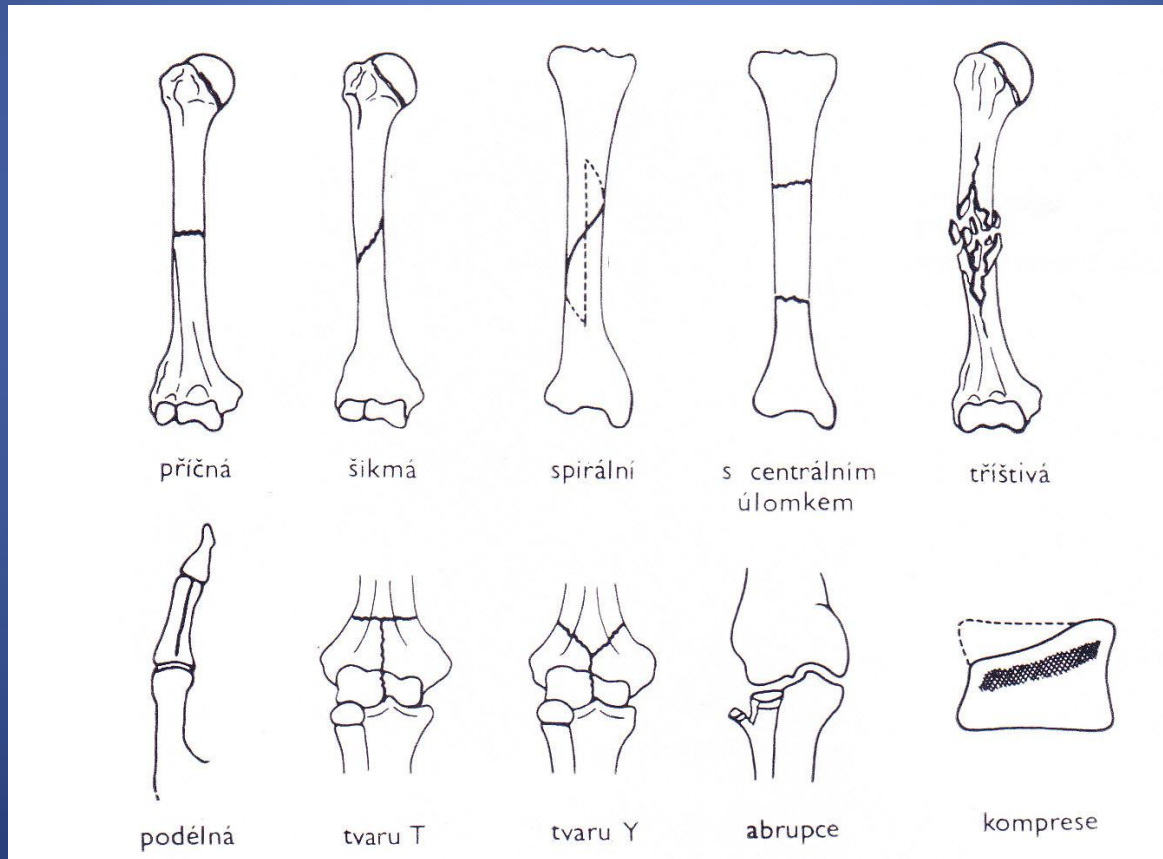 příčná
šikmá
spirální
s centrálním
úlomkem
tříštivá
podélná
tvaru T
tvaru Y
abrupce
komprese